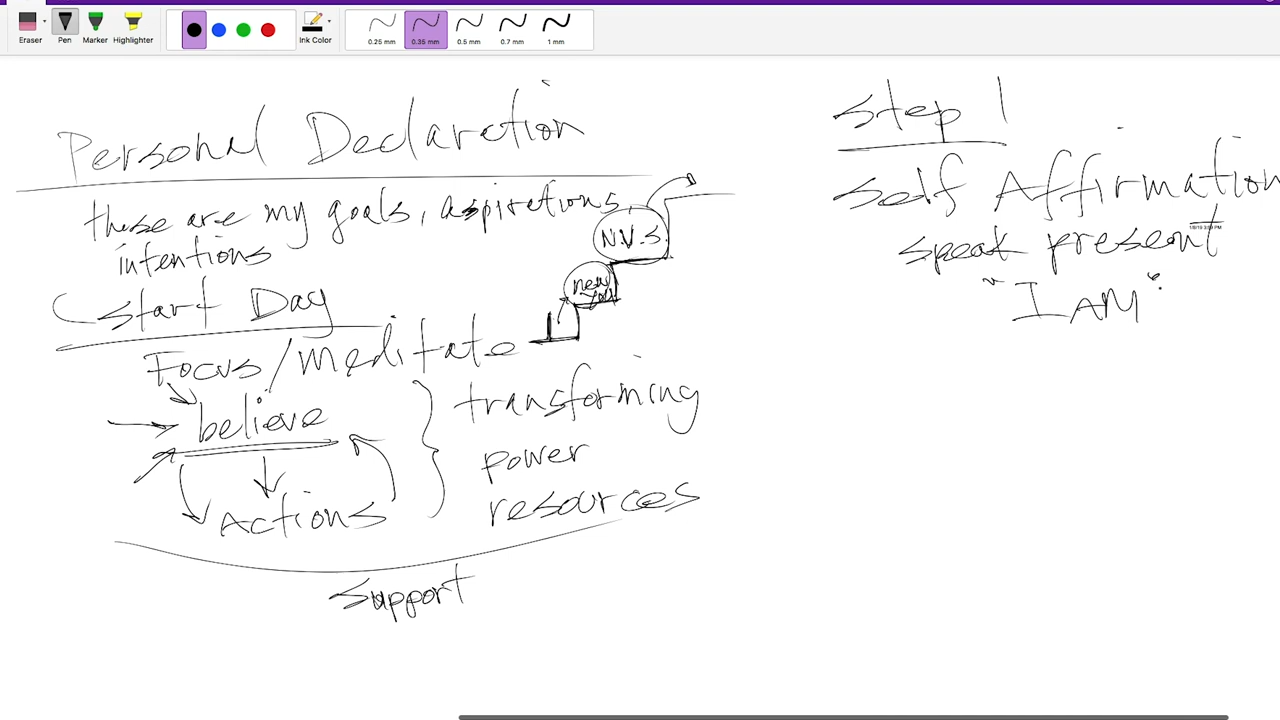 Eraser
Pen
Marker
Highlighter
Ink Color
0.25 mm
0.35 mm
0.5 mm
0.7 mm
1 mm
Personal Declaration
these are my goals, aspirations,
intentions
N.V.S.
new
you
Start Day
Focus/meditate
believe
Actions
transforming
power
resources
support
Step 1
Self Affirmation
speak present
"I AM"